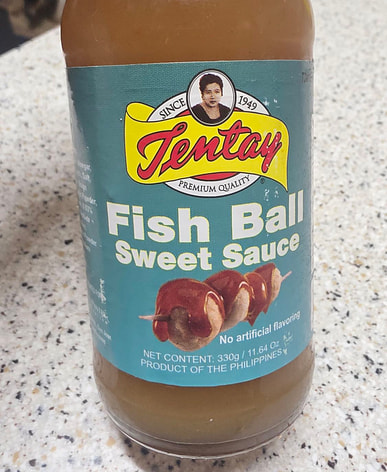 SINCE 1949
Tentay
PREMIUM QUALITY
Fish Ball
Sweet Sauce
No artificial flavoring
NET CONTENT: 330g / 11.64 Oz
PRODUCT OF THE PHILIPPINES